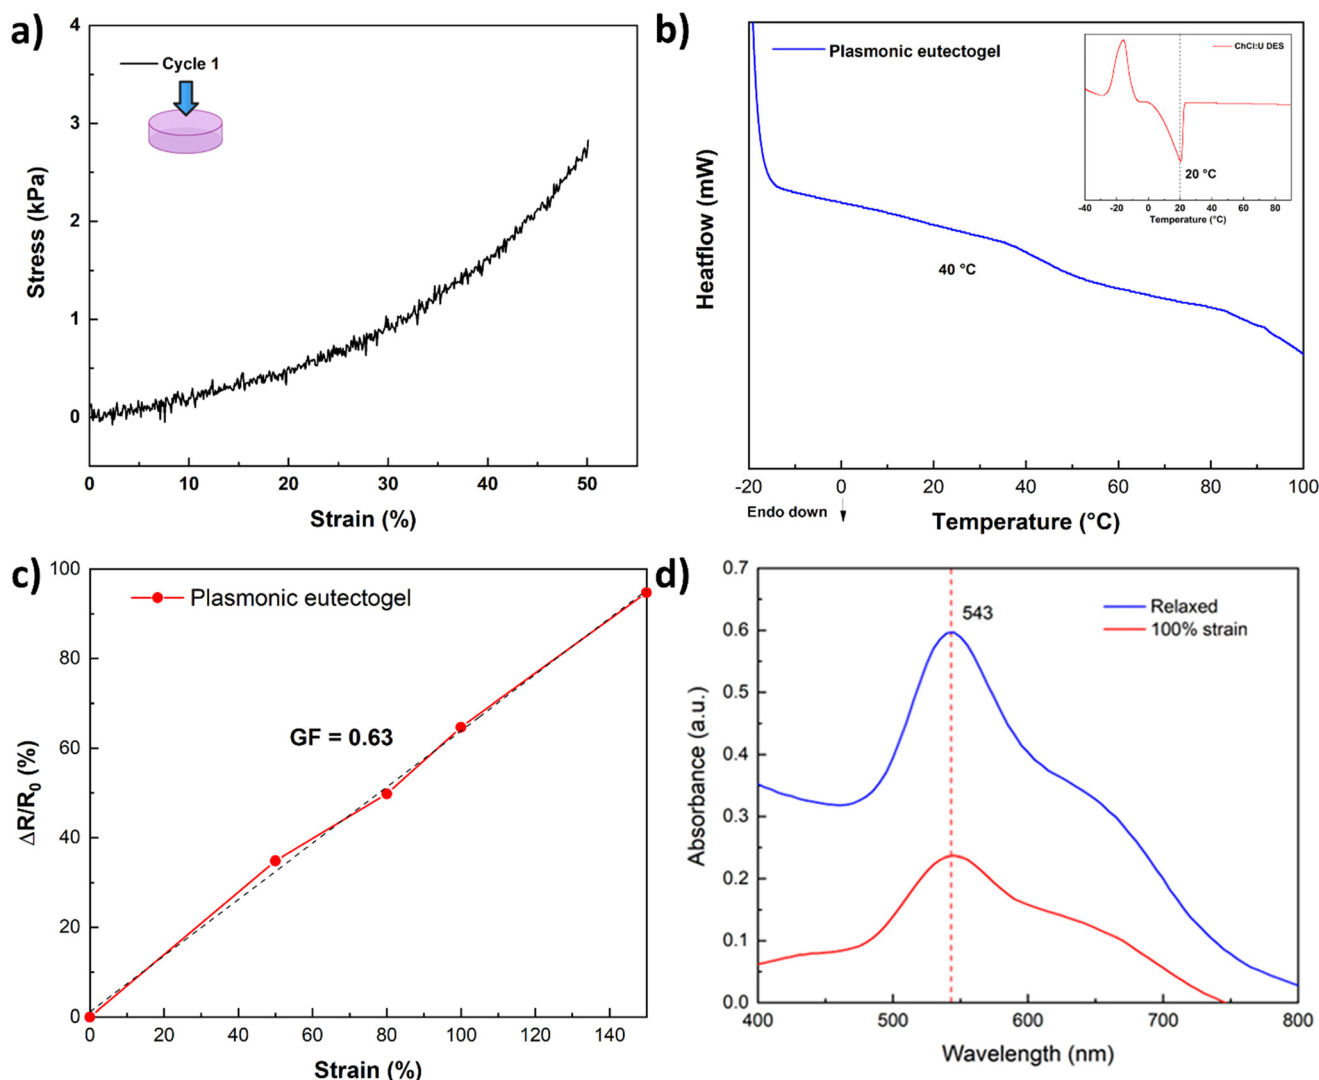 a)
4
3
2
1
0
Stress (kPa)
Cycle 1
0 10 20 30 40 50
Strain (%)
b)
Heatflow (mW)
Plasmonic eutectogel
40 °C
ChCl:U DES
20 °C
-40 -20 0 20 40 60 80
Temperature (°C)
-20 0 20 40 60 80 100
Endo down
Temperature (°C)
c)
100
80
60
40
20
0
ΔR/R0 (%)
Plasmonic eutectogel
GF = 0.63
0 20 40 60 80 100 120 140
Strain (%)
d)
0.7
0.6
0.5
0.4
0.3
0.2
0.1
0.0
Absorbance (a.u.)
543
Relaxed
100% strain
400 500 600 700 800
Wavelength (nm)